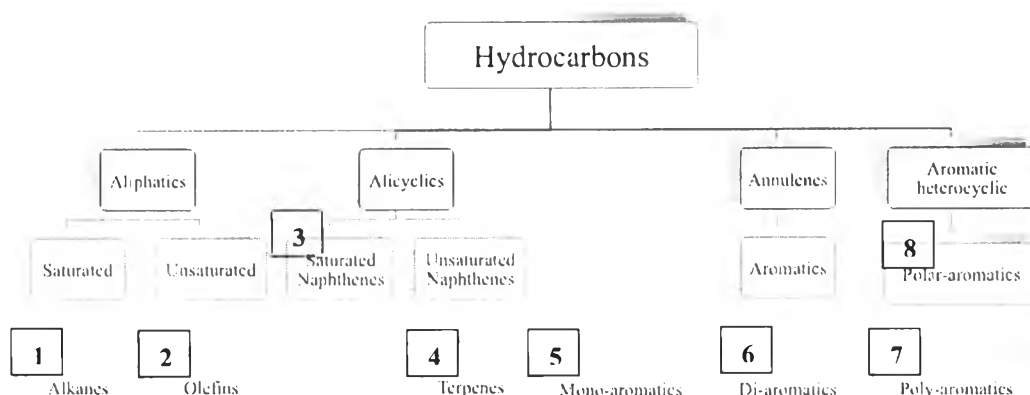 Hydrocarbons
Aliphatics
Alicyclics
Annulenes
Aromatic
heterocyclic
3
8
Saturated
Unsaturated
Saturated
Naphthenes
Unsaturated
Naphthenes
Aromatics
Polar-aromatics
1
2
4
5
6
7
Alkanes
Olefins
Terpenes
Mono-aromatics
Di-aromatics
Poly-aromatics